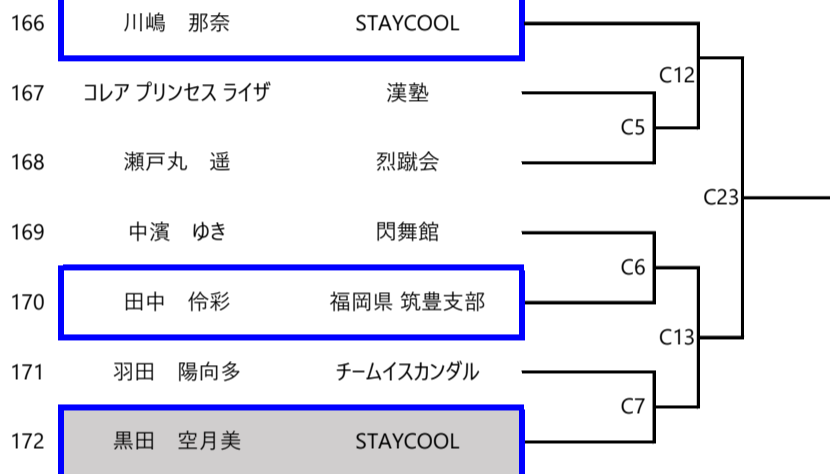 166 川嶋　那奈 STAYCOOL
C12
167 コレア プリンセス ライザ 漢塾
C5
168 瀬戸丸　遥 烈蹴会
C23
169 中濱　ゆき 閃舞館
C6
170 田中　伶彩 福岡県 筑豊支部
C13
171 羽田　陽向多 チームイスカンダル
C7
172 黒田　空月美 STAYCOOL